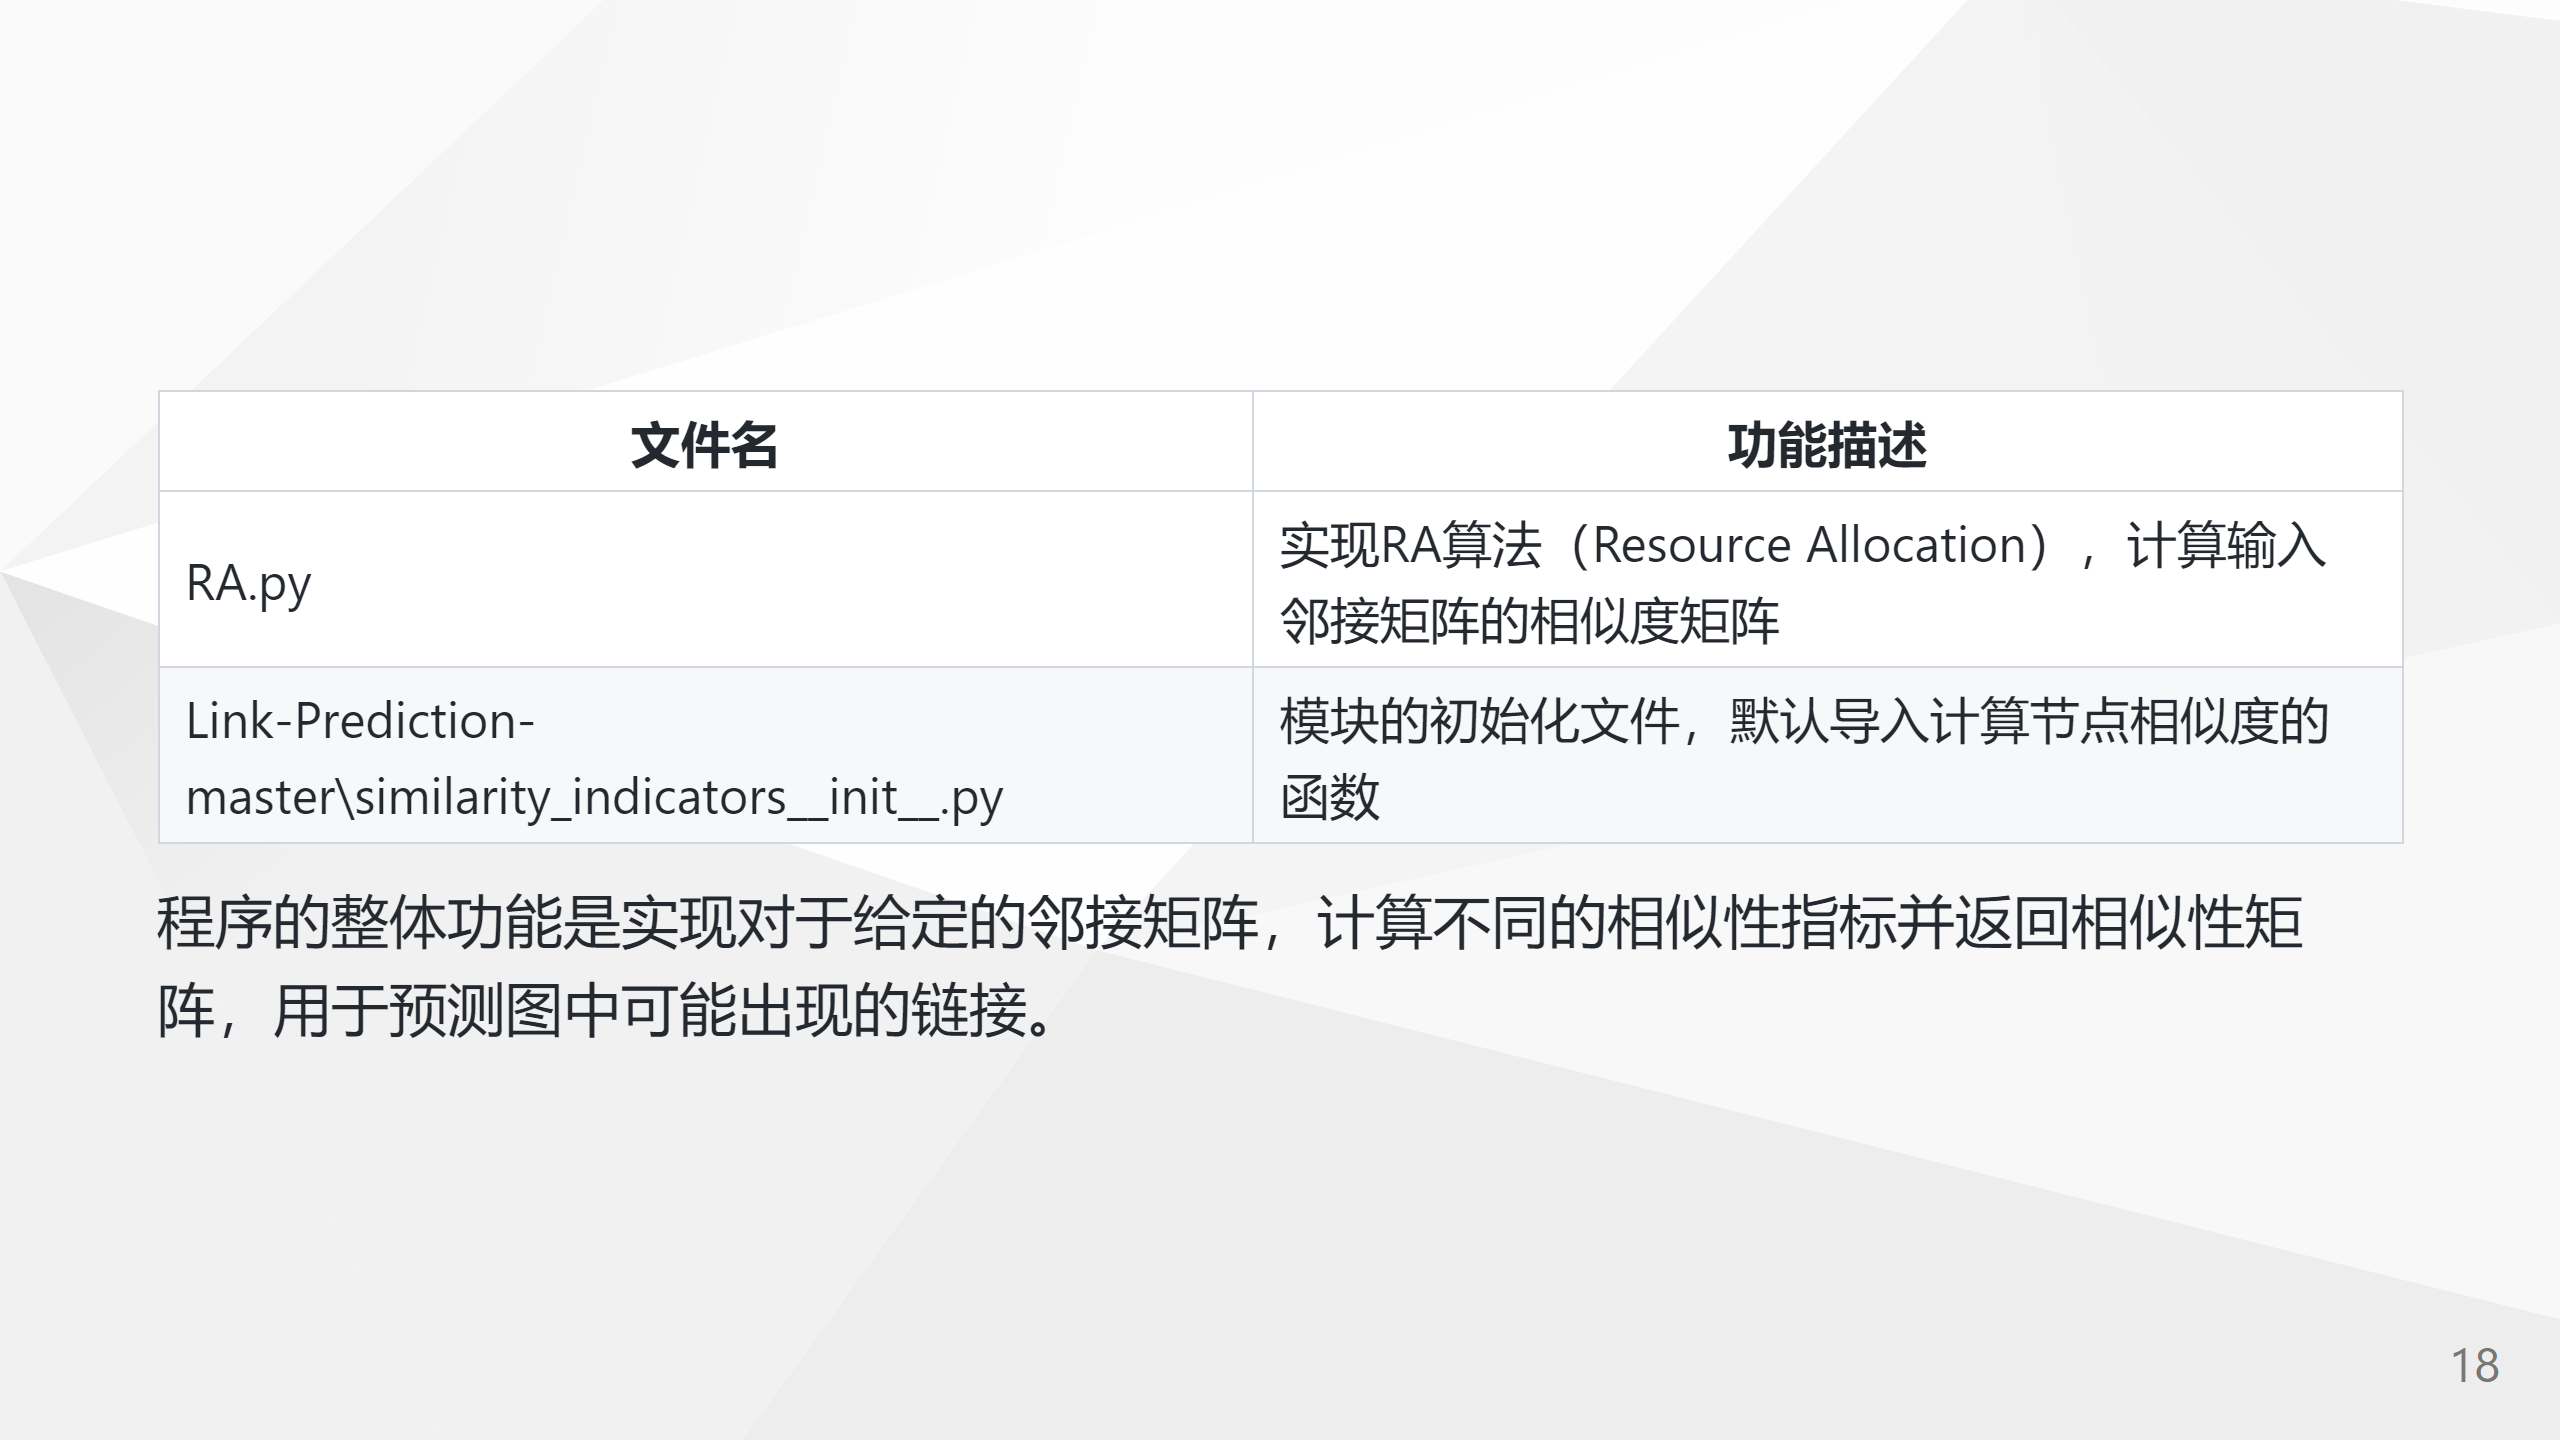 文件名
功能描述
RA.py
实现RA算法（Resource Allocation），计算输入
邻接矩阵的相似度矩阵
Link-Prediction-
master\similarity_indicators__init__.py
模块的初始化文件，默认导入计算节点相似度的
函数
程序的整体功能是实现对于给定的邻接矩阵，计算不同的相似性指标并返回相似性矩
阵，用于预测图中可能出现的链接。
18